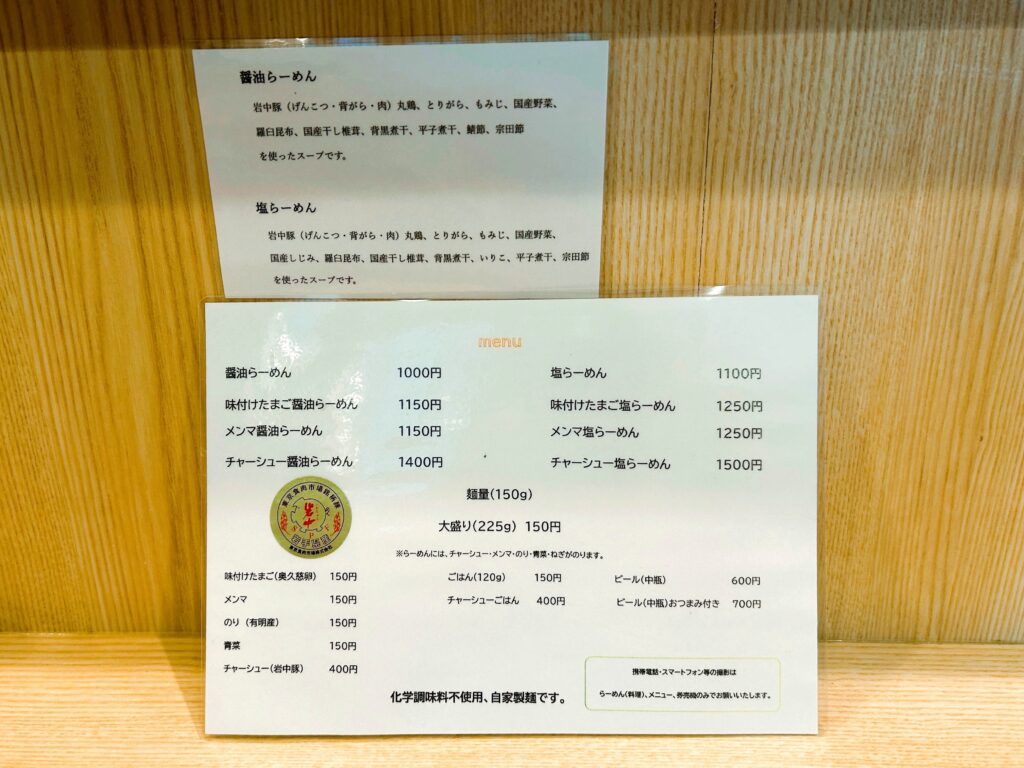 醤油らーめん
岩中豚（げんこつ・背がら・肉）丸鶏、とりがら、もみじ、国産野菜、
羅臼昆布、国産干し椎茸、背黒煮干、平子煮干、鯖節、宗田節
を使ったスープです。
塩らーめん
岩中豚（げんこつ・背がら・肉）丸鶏、とりがら、もみじ、国産野菜、
国産しじみ、羅臼昆布、国産干し椎茸、背黒煮干、いりこ、平子煮干、宗田節
を使ったスープです。
menu
醤油らーめん 1000円
味付けたまご醤油らーめん 1150円
メンマ醤油らーめん 1150円
チャーシュー醤油らーめん 1400円
塩らーめん 1100円
味付けたまご塩らーめん 1250円
メンマ塩らーめん 1250円
チャーシュー塩らーめん 1500円
麺量(150g)
大盛り(225g) 150円
※らーめんには、チャーシュー・メンマ・のり・青菜・ねぎがのります。
東京食肉市場銘柄豚
岩中
SPF
東京食肉市場株式会社
味付けたまご(奥久慈卵) 150円
メンマ 150円
のり（有明産） 150円
青菜 150円
チャーシュー(岩中豚) 400円
ごはん(120g) 150円
チャーシューごはん 400円
ビール(中瓶) 600円
ビール(中瓶)おつまみ付き 700円
化学調味料不使用、自家製麺です。
携帯電話・スマートフォン等の撮影は
らーめん(料理)、メニュー、券売機のみでお願いいたします。